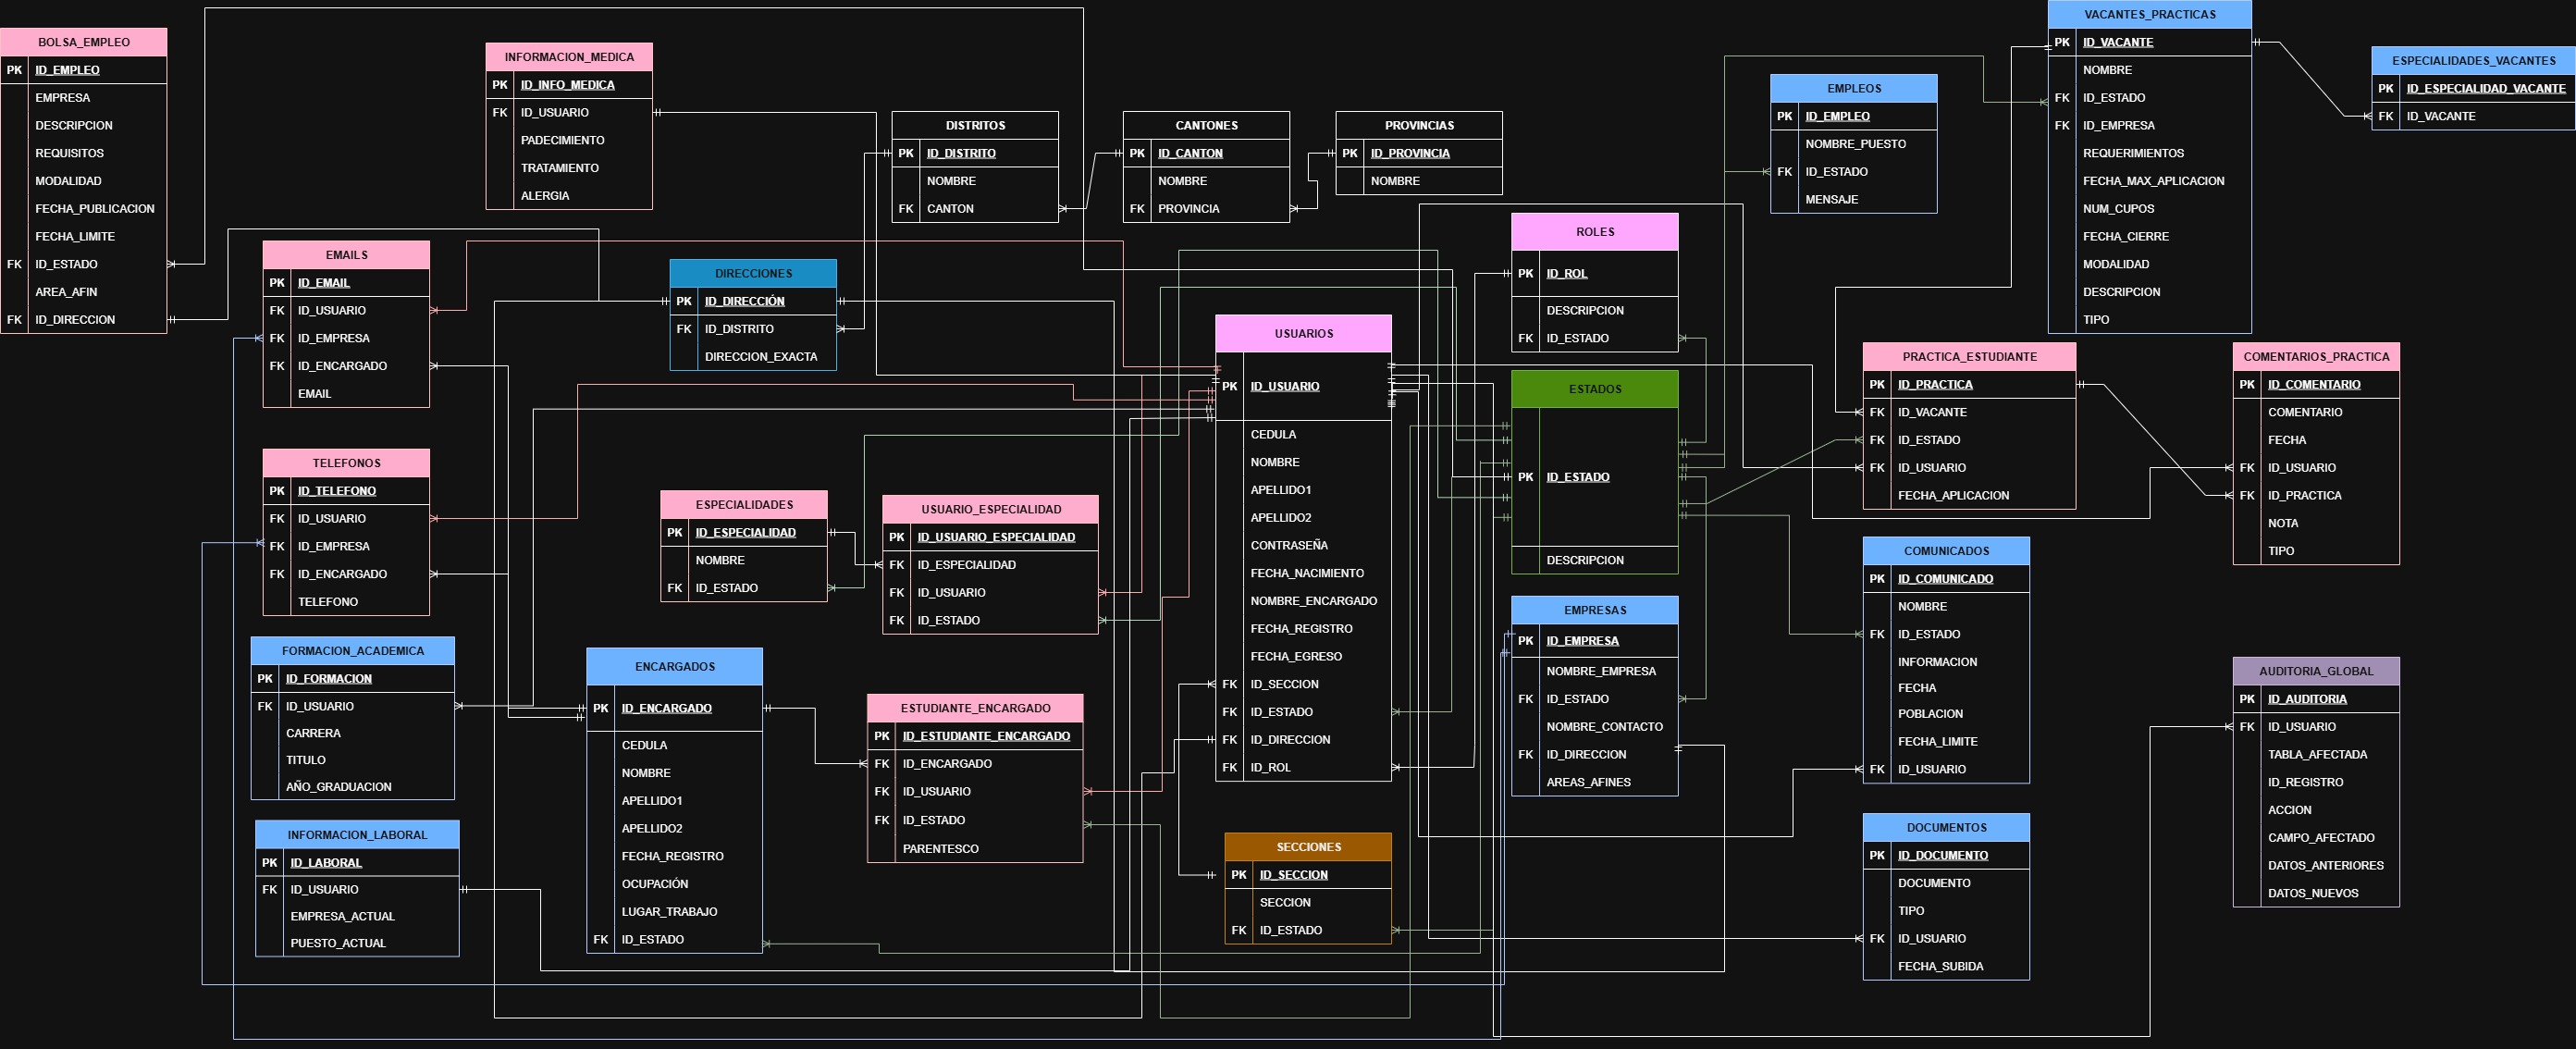 BOLSA_EMPLEO
PK ID_EMPLEO
EMPRESA
DESCRIPCION
REQUISITOS
MODALIDAD
FECHA_PUBLICACION
FECHA_LIMITE
FK ID_ESTADO
AREA_AFIN
FK ID_DIRECCION
INFORMACION_MEDICA
PK ID_INFO_MEDICA
FK ID_USUARIO
PADECIMIENTO
TRATAMIENTO
ALERGIA
DISTRITOS
PK ID_DISTRITO
NOMBRE
FK CANTON
CANTONES
PK ID_CANTON
NOMBRE
FK PROVINCIA
PROVINCIAS
PK ID_PROVINCIA
NOMBRE
EMPLEOS
PK ID_EMPLEO
NOMBRE_PUESTO
FK ID_ESTADO
MENSAJE
VACANTES_PRACTICAS
PK ID_VACANTE
NOMBRE
FK ID_ESTADO
FK ID_EMPRESA
REQUERIMIENTOS
FECHA_MAX_APLICACION
NUM_CUPOS
FECHA_CIERRE
MODALIDAD
DESCRIPCION
TIPO
ESPECIALIDADES_VACANTES
PK ID_ESPECIALIDAD_VACANTE
FK ID_VACANTE
EMAILS
PK ID_EMAIL
FK ID_USUARIO
FK ID_EMPRESA
FK ID_ENCARGADO
EMAIL
DIRECCIONES
PK ID_DIRECCIÓN
FK ID_DISTRITO
DIRECCION_EXACTA
ROLES
PK ID_ROL
DESCRIPCION
FK ID_ESTADO
USUARIOS
PK ID_USUARIO
CEDULA
NOMBRE
APELLIDO1
APELLIDO2
CONTRASEÑA
FECHA_NACIMIENTO
NOMBRE_ENCARGADO
FECHA_REGISTRO
FECHA_EGRESO
FK ID_SECCION
FK ID_ESTADO
FK ID_DIRECCION
FK ID_ROL
ESTADOS
PK ID_ESTADO
DESCRIPCION
PRACTICA_ESTUDIANTE
PK ID_PRACTICA
FK ID_VACANTE
FK ID_ESTADO
FK ID_USUARIO
FECHA_APLICACION
COMENTARIOS_PRACTICA
PK ID_COMENTARIO
COMENTARIO
FECHA
FK ID_USUARIO
FK ID_PRACTICA
NOTA
TIPO
TELEFONOS
PK ID_TELEFONO
FK ID_USUARIO
FK ID_EMPRESA
FK ID_ENCARGADO
TELEFONO
ESPECIALIDADES
PK ID_ESPECIALIDAD
NOMBRE
FK ID_ESTADO
USUARIO_ESPECIALIDAD
PK ID_USUARIO_ESPECIALIDAD
FK ID_ESPECIALIDAD
FK ID_USUARIO
FK ID_ESTADO
EMPRESAS
PK ID_EMPRESA
NOMBRE_EMPRESA
FK ID_ESTADO
NOMBRE_CONTACTO
FK ID_DIRECCION
AREAS_AFINES
COMUNICADOS
PK ID_COMUNICADO
NOMBRE
FK ID_ESTADO
INFORMACION
FECHA
POBLACION
FECHA_LIMITE
FK ID_USUARIO
FORMACION_ACADEMICA
PK ID_FORMACION
FK ID_USUARIO
CARRERA
TITULO
AÑO_GRADUACION
ENCARGADOS
PK ID_ENCARGADO
CEDULA
NOMBRE
APELLIDO1
APELLIDO2
FECHA_REGISTRO
OCUPACIÓN
LUGAR_TRABAJO
FK ID_ESTADO
ESTUDIANTE_ENCARGADO
PK ID_ESTUDIANTE_ENCARGADO
FK ID_ENCARGADO
FK ID_USUARIO
FK ID_ESTADO
PARENTESCO
AUDITORIA_GLOBAL
PK ID_AUDITORIA
FK ID_USUARIO
TABLA_AFECTADA
ID_REGISTRO
ACCION
CAMPO_AFECTADO
DATOS_ANTERIORES
DATOS_NUEVOS
INFORMACION_LABORAL
PK ID_LABORAL
FK ID_USUARIO
EMPRESA_ACTUAL
PUESTO_ACTUAL
SECCIONES
PK ID_SECCION
SECCION
FK ID_ESTADO
DOCUMENTOS
PK ID_DOCUMENTO
DOCUMENTO
TIPO
FK ID_USUARIO
FECHA_SUBIDA